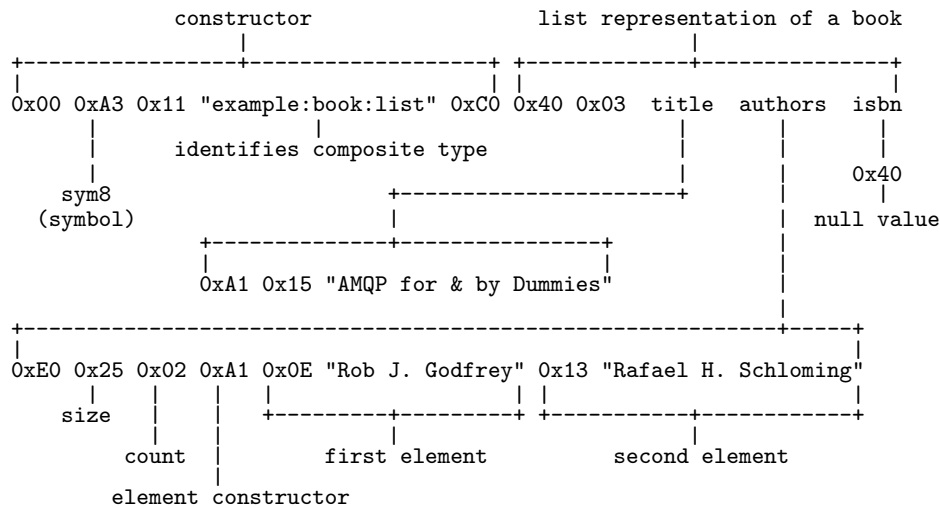 constructor list representation of a book
0x00 0xA3 0x11 "example:book:list" 0xC0 0x40 0x03 title authors isbn
identifies composite type
0x40
sym8
(symbol) null value
0xA1 0x15 "AMQP for & by Dummies"
0xE0 0x25 0x02 0xA1 0x0E "Rob J. Godfrey" 0x13 "Rafael H. Schloming"
size
count first element second element
element constructor